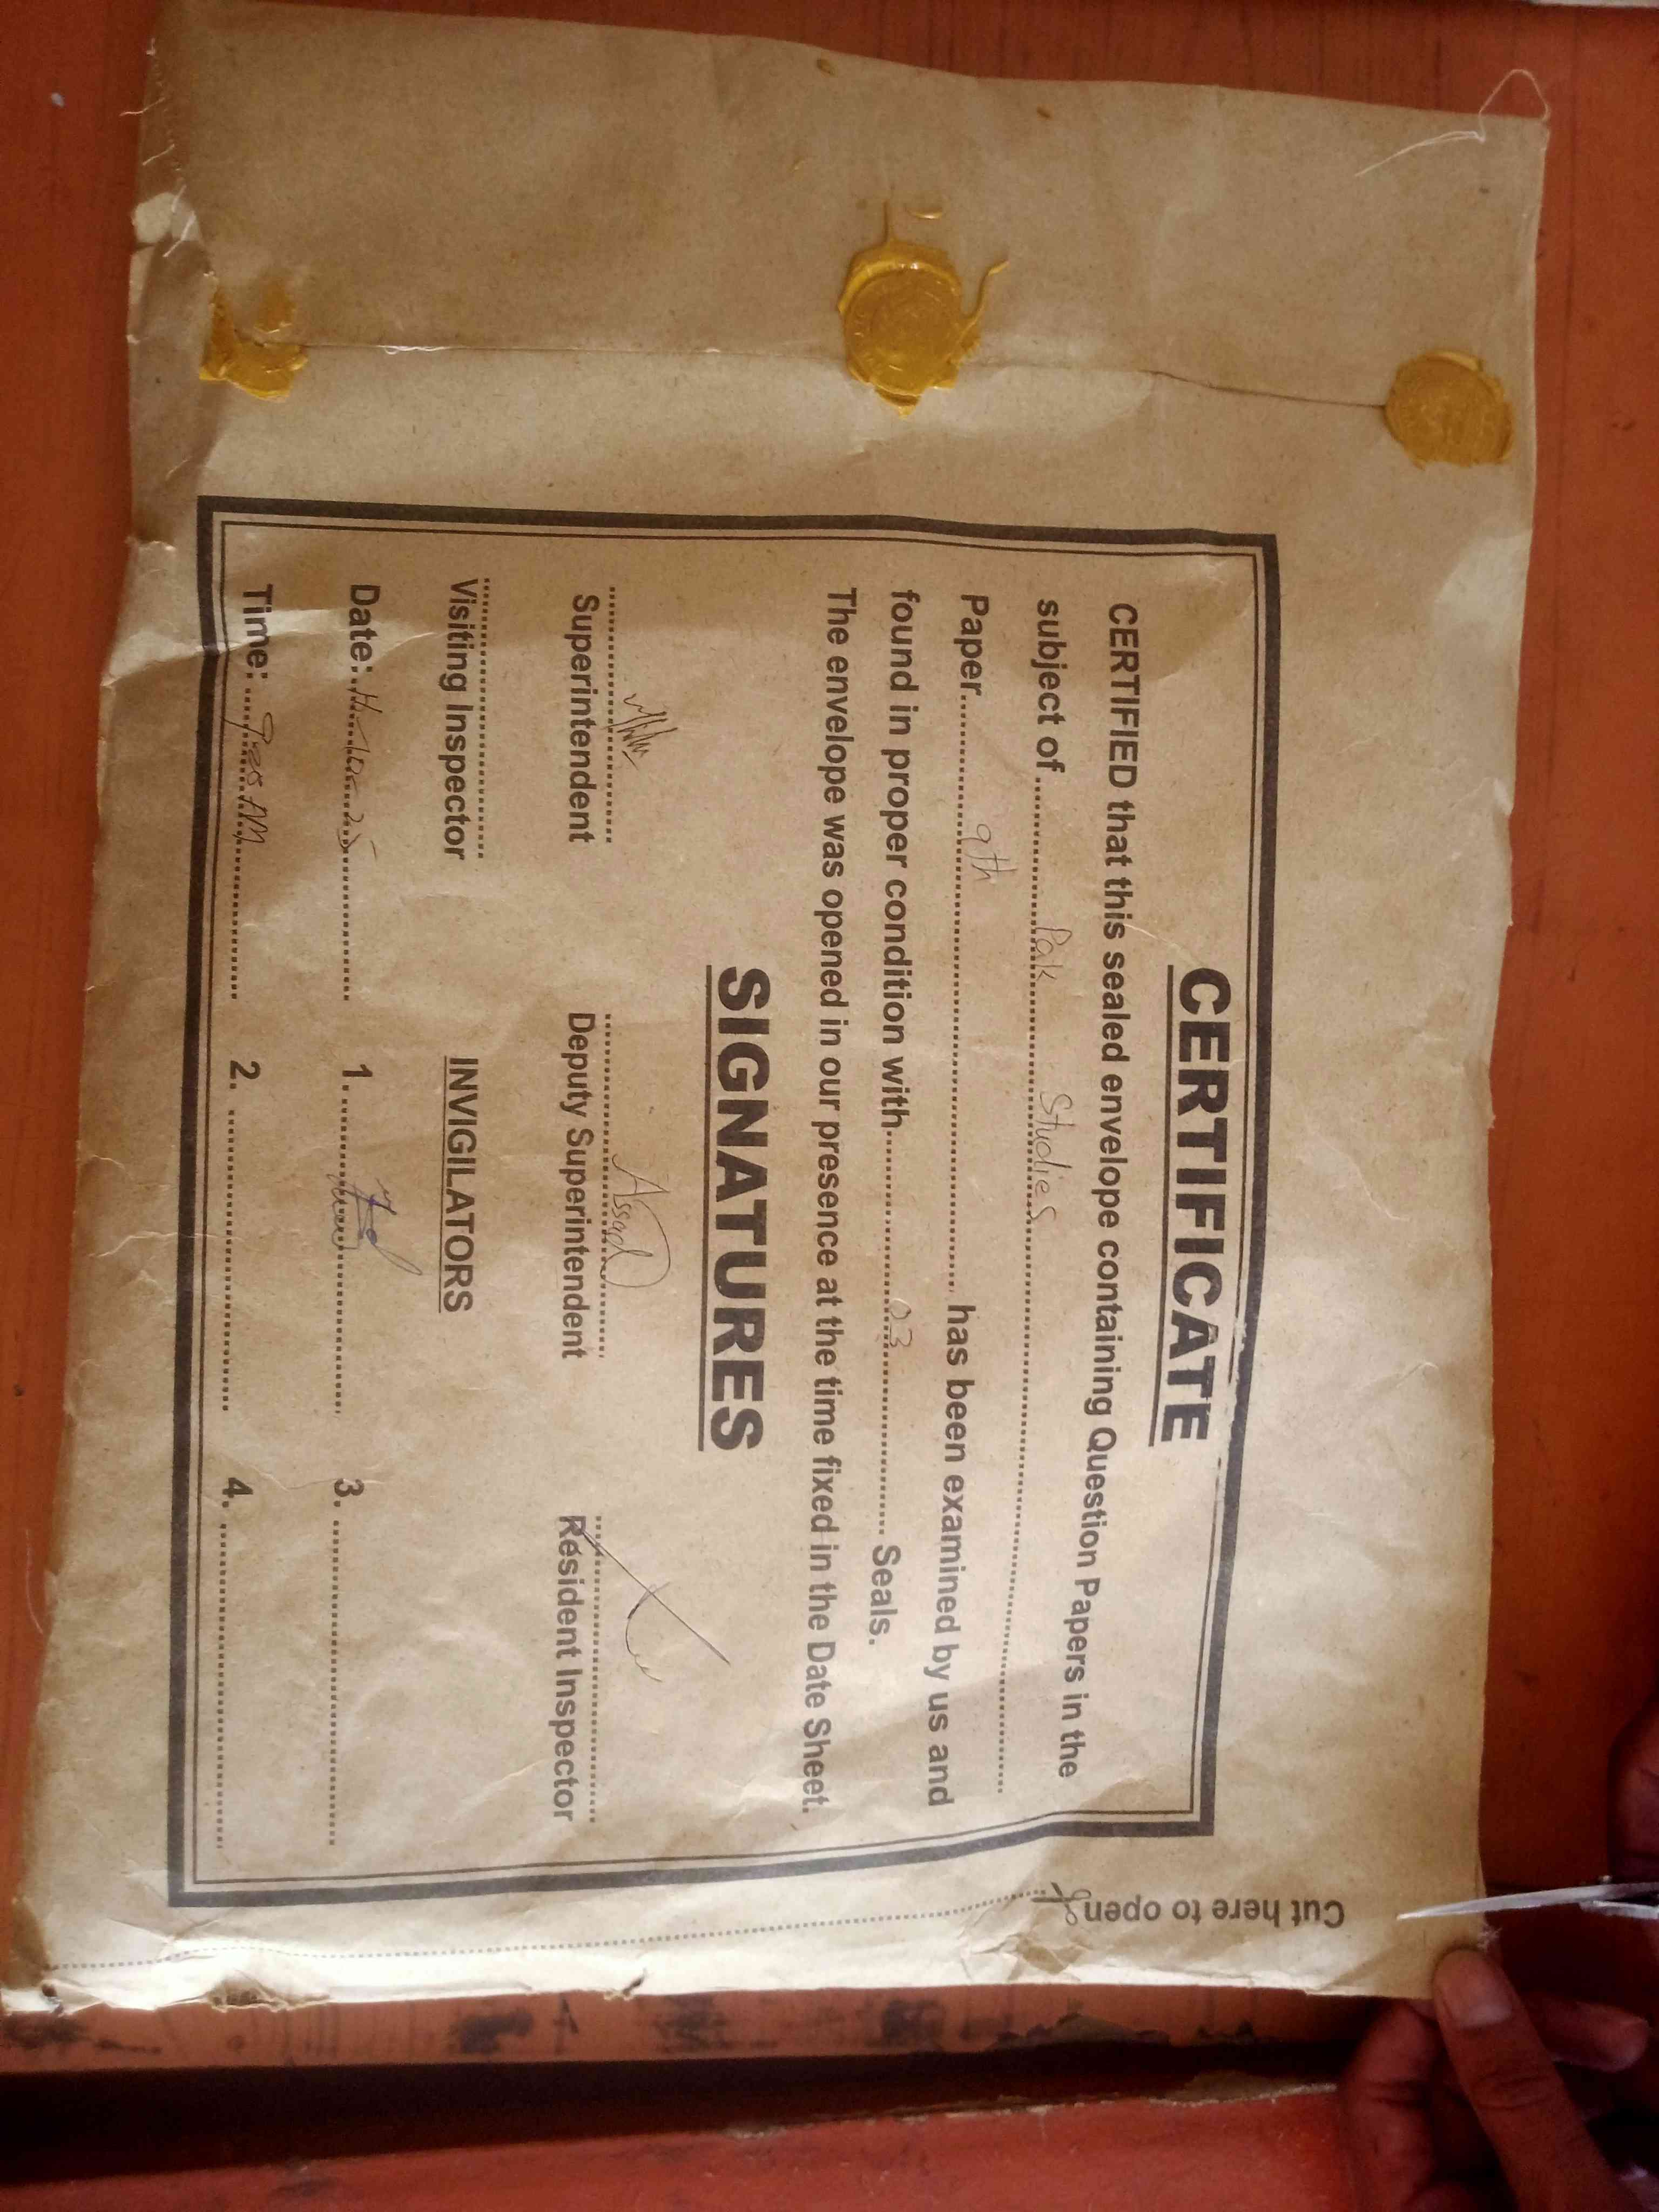 CERTIFICATE
CERTIFIED that this sealed envelope containing Question Papers in the
subject of........Pak Studies........
Paper........9th........ has been examined by us and
found in proper condition with........03........ Seals.
The envelope was opened in our presence at the time fixed in the Date Sheet.
SIGNATURES
Assad
Superintendent Deputy Superintendent Resident Inspector
Visiting Inspector INVIGILATORS
Date: 1. 3.
Time: 2. 4.
Cut here to open